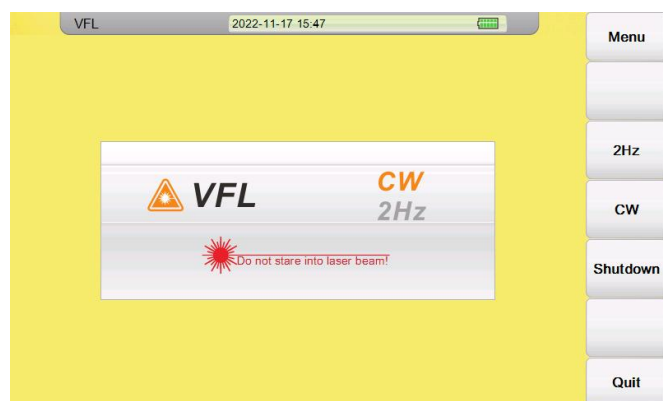 VFL 2022-11-17 15:47
Menu
2Hz
CW
Shutdown
Quit
VFL
CW
2Hz
Do not stare into laser beam!